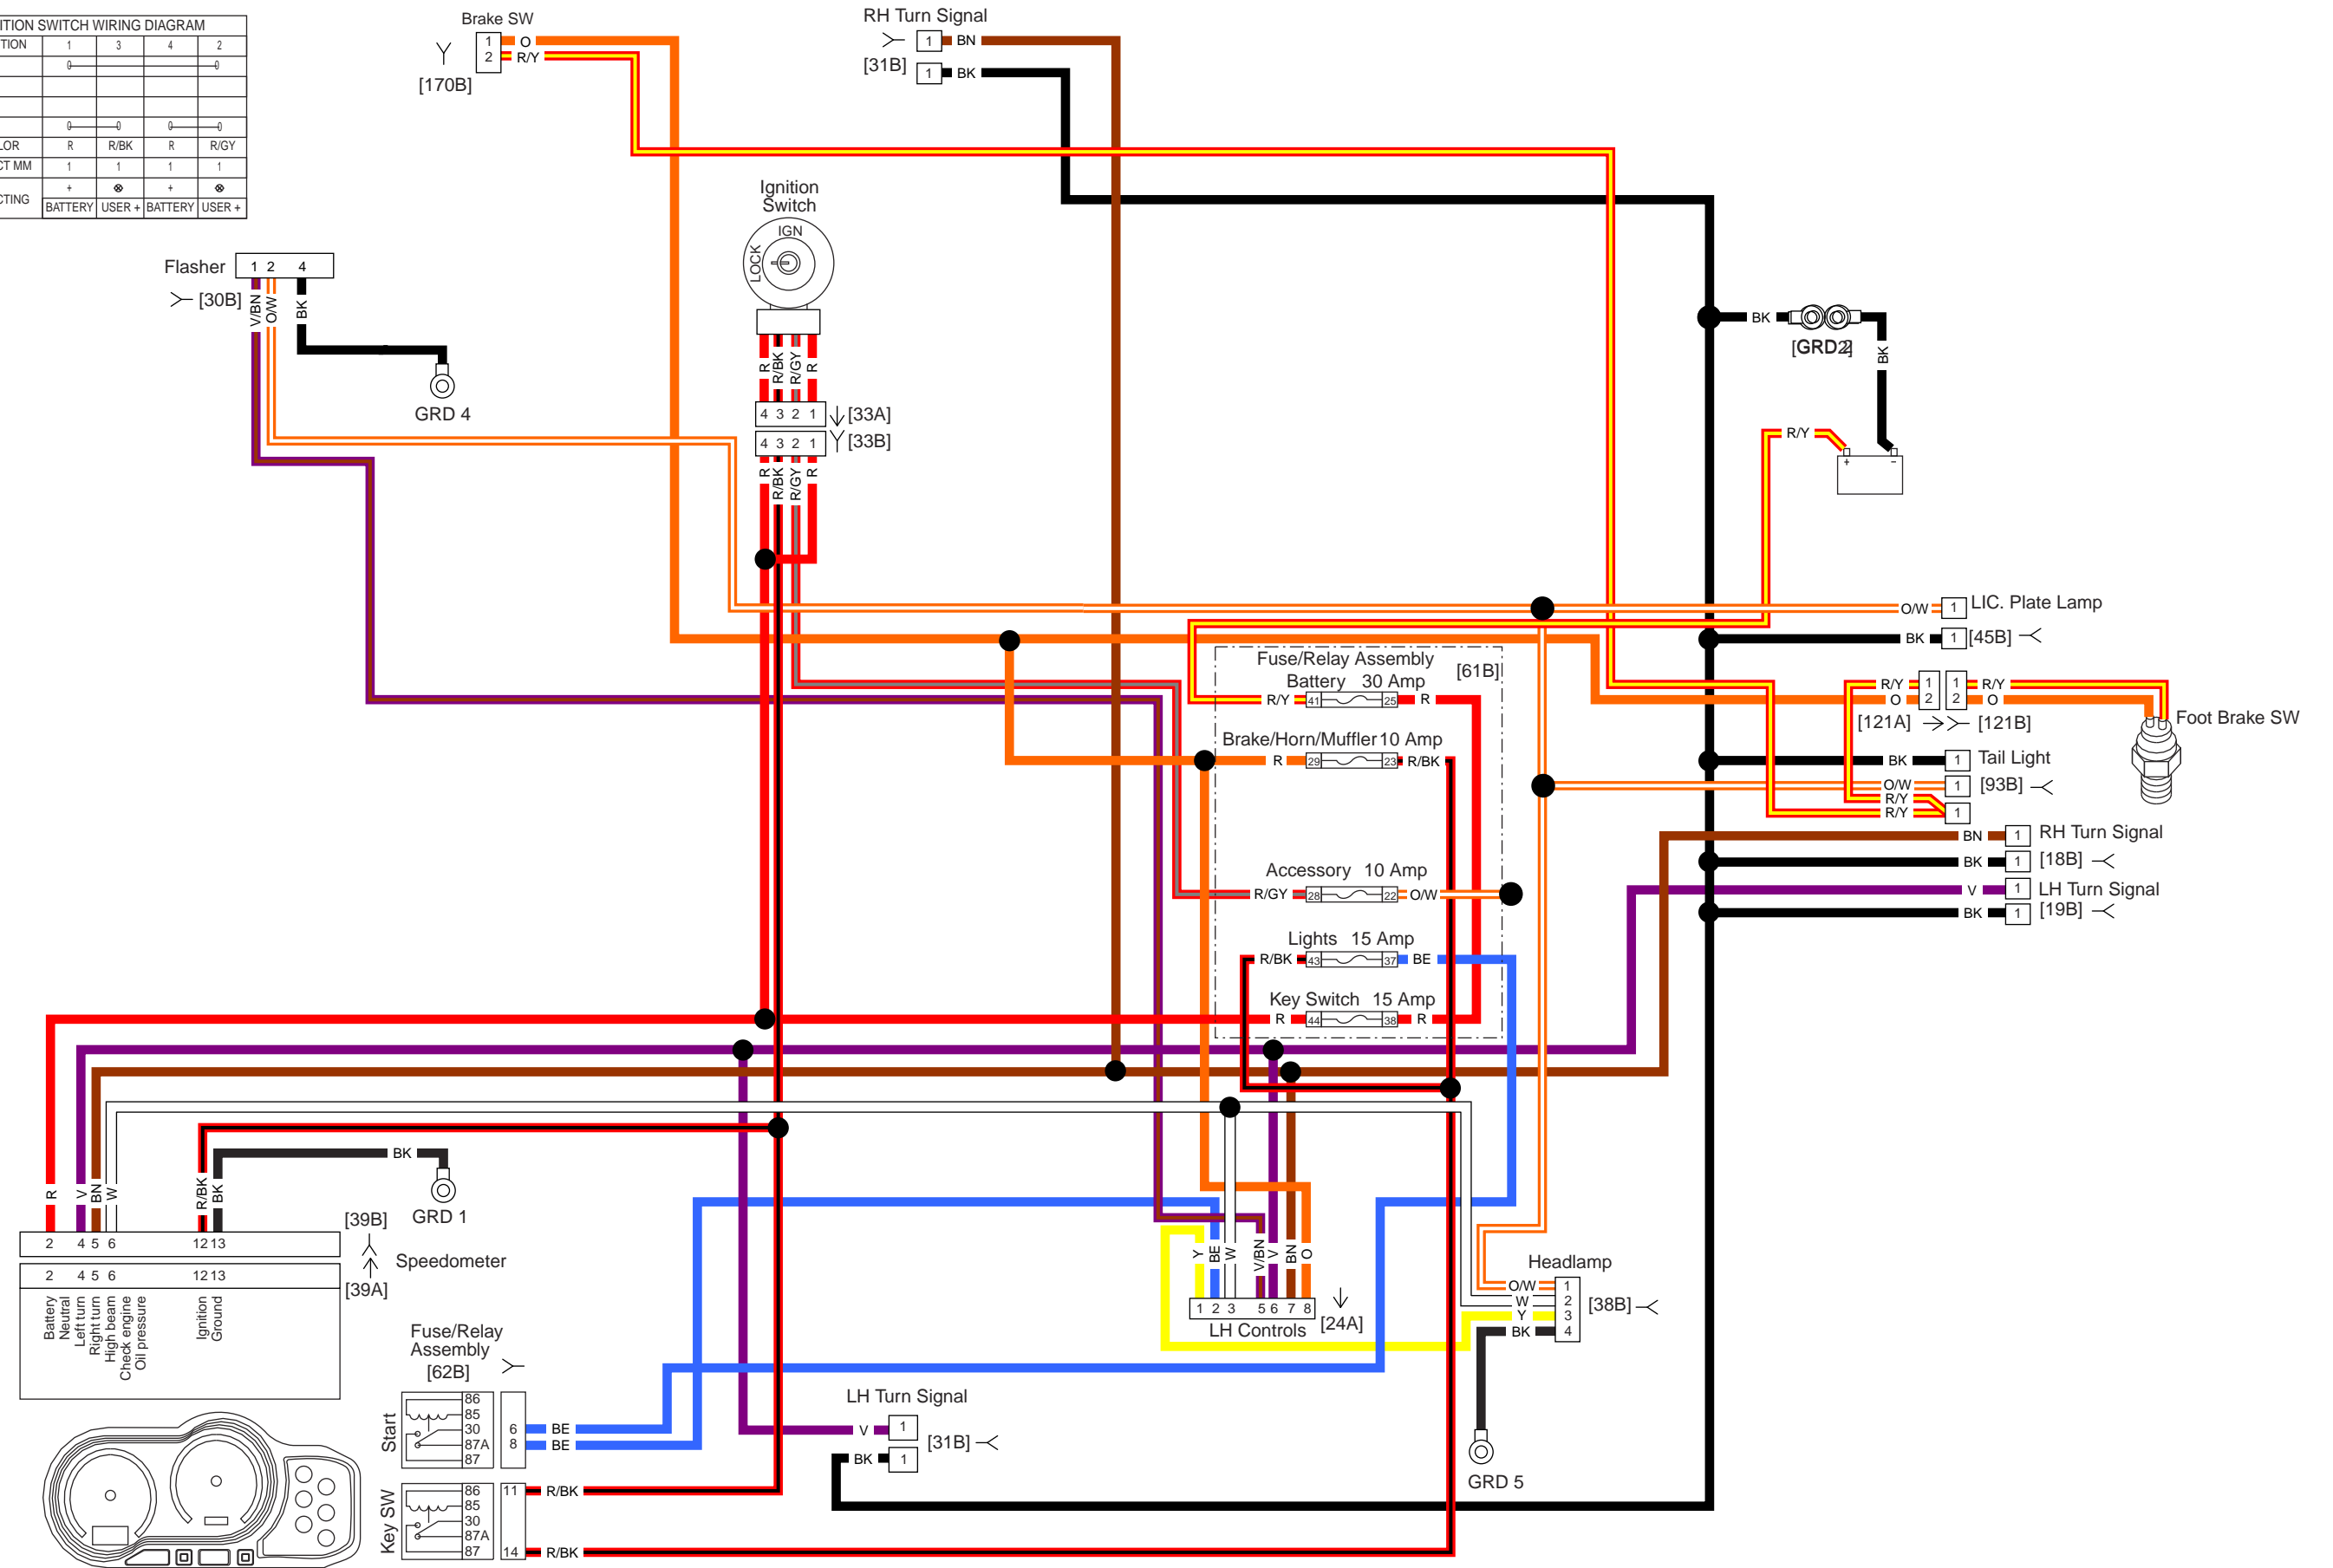 ITION SWITCH WIRING DIAGRAM
TION 1 3 4 2
LOR R R/BK R R/GY
CT MM 1 1 1 1
CTING + + 
BATTERY USER + BATTERY USER +
Brake SW
1 O
2 R/Y
[170B]
RH Turn Signal
1 BN
[31B]
1 BK
Ignition
Switch
IGN
LOCK
R R/BK R/GY R
4 3 2 1 [33A]
4 3 2 1 [33B]
R R/BK R/GY R
Flasher 1 2 4
[30B]
V/BN O/W BK
GRD 4
BK
[GRD 2]
BK
R/Y
+ -
O/W 1 LIC. Plate Lamp
BK 1 [45B]
Fuse/Relay Assembly
[61B]
Battery 30 Amp
R/Y 41 25 R
Brake/Horn/Muffler 10 Amp
R 29 23 R/BK
Accessory 10 Amp
R/GY 28 22 O/W
Lights 15 Amp
R/BK 43 37 BE
Key Switch 15 Amp
R 44 38 R
R/Y 1 1 R/Y
O 2 2 O
[121A] [121B]
Foot Brake SW
BK 1 Tail Light
O/W 1 [93B]
R/Y
R/Y 1
BN 1 RH Turn Signal
BK 1 [18B]
V 1 LH Turn Signal
BK 1 [19B]
R V BN W R/BK BK
BK
GRD 1
[39B]
2 4 5 6 12 13
Speedometer
2 4 5 6 12 13
[39A]
Battery
Neutral
Left turn
Right turn
High beam
Check engine
Oil pressure
Ignition
Ground
Y BE W V/BN V BN O
1 2 3 5 6 7 8
LH Controls [24A]
Headlamp
O/W 1
W 2
Y 3
BK 4
[38B]
GRD 5
Fuse/Relay
Assembly
[62B]
Start
86
85
30 6 BE
87A 8 BE
87
Key SW
86 11 R/BK
85
30
87A
87 14 R/BK
LH Turn Signal
V 1
[31B]
BK 1